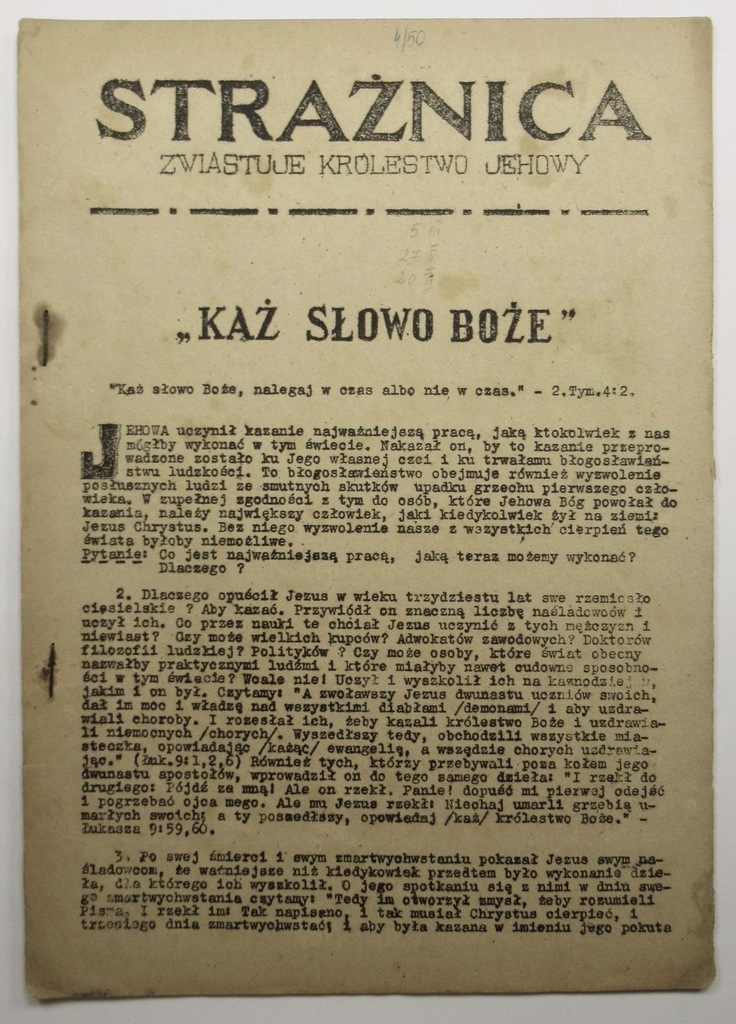 4/50
STRAŻNICA
ZWIASTUJE KRÓLESTWO JEHOWY
5 III
„KAŻ SŁOWO BOŻE”
"Każ słowo Boże, nalegaj w czas albo nie w czas." - 2.Tym.4:2.
JEHOWA uczynił kazanie najważniejszą pracą, jaką ktokolwiek z nas
mógłby wykonać w tym świecie. Nakazał on, by to kazanie przepro-
wadzone zostało ku Jego własnej czci i ku trwałamu błogosławień-
stwu ludzkości. To błogosławieństwo obejmuje również wyzwolenie
posłusznych ludzi ze smutnych skutków upadku grzechu pierwszego czło-
wieka. W zupełnej zgodności z tym do osób, które Jehowa Bóg powołał do
kazania, należy największy człowiek, jaki kiedykolwiek żył na ziemi:
Jezus Chrystus. Bez niego wyzwolenie nasze z wszystkich cierpień tego
świata byłoby niemożliwe.
Pytanie: Co jest najważniejszą pracą, jaką teraz możemy wykonać?
Dlaczego ?
2. Dlaczego opuścił Jezus w wieku trzydziestu lat swe rzemiosło
ciesielskie ? Aby kazać. Przywiódł on znaczną liczbę naśladowców i
uczył ich. Co przez nauki te chciał Jezus uczynić z tych mężczyzn i
niewiast? Czy może wielkich kupców? Adwokatów zawodowych? Doktorów
filozofii ludzkiej? Polityków ? Czy może osoby, które świat obecny
nazwałby praktycznymi ludźmi i które miałyby nawet cudowne sposobno-
ści w tym świecie? Wcale nie! Uczył i wyszkolił ich na kaznodziej
jakim i on był. Czytamy: "A zwoławszy Jezus dwunastu uczniów swoich,
dał im moc i władzę nad wszystkimi diabłami /demonami/ i aby uzdra-
wiali choroby. I rozesłał ich, żeby kazali królestwo Boże i uzdrawia-
li niemocnych /chorych/. Wyszedłszy tedy, obchodzili wszystkie mia-
steczka, opowiadając /każąc/ ewangelię, a wszędzie chorych uzdrawia-
jąc." (Łuk.9:1,2,6) Również tych, którzy przebywali poza kołem jego
dwunastu apostołów, wprowadził on do tego samego dzieła: "I rzekł do
drugiego: Pójdź za mną! Ale on rzekł. Panie! dopuść mi pierwej odejść
i pogrzebać ojca mego. Ale mu Jezus rzekł: Niechaj umarli grzebią u-
marłych swoich; a ty poszedłszy, opowiadaj /każ/ królestwo Boże." -
Łukasza 9:59,60.
3. Po swej śmierci i swym zmartwychwstaniu pokazał Jezus swym na-
śladowcom, że ważniejsze niż kiedykowiek przedtem było wykonanie dzie-
ła, dla którego ich wyszkolił. O jego spotkaniu się z nimi w dniu swe-
go zmartwychwstania czytamy: "Tedy im otworzył zmysł, żeby rozumieli
Pisma. I rzekł im: Tak napisano, i tak musiał Chrystus cierpieć, i
trzeciego dnia zmartwychwstać; i aby była kazana w imieniu jego pokuta